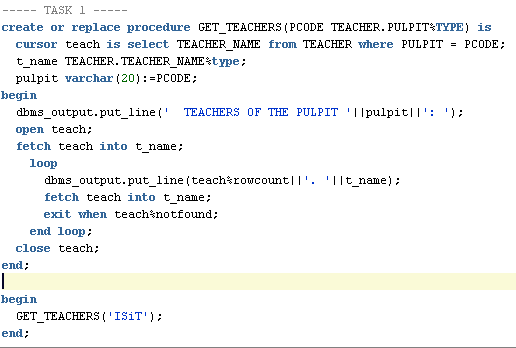 ----- TASK 1 -----
create or replace procedure GET_TEACHERS(PCODE TEACHER.PULPIT%TYPE) is
  cursor teach is select TEACHER_NAME from TEACHER where PULPIT = PCODE;
  t_name TEACHER.TEACHER_NAME%type;
  pulpit varchar(20):=PCODE;
begin
  dbms_output.put_line('  TEACHERS OF THE PULPIT '||pulpit||': ');
  open teach;
  fetch teach into t_name;
    loop
      dbms_output.put_line(teach%rowcount||'. '||t_name);
      fetch teach into t_name;
      exit when teach%notfound;
    end loop;
  close teach;
end;

begin
  GET_TEACHERS('ISiT');
end;